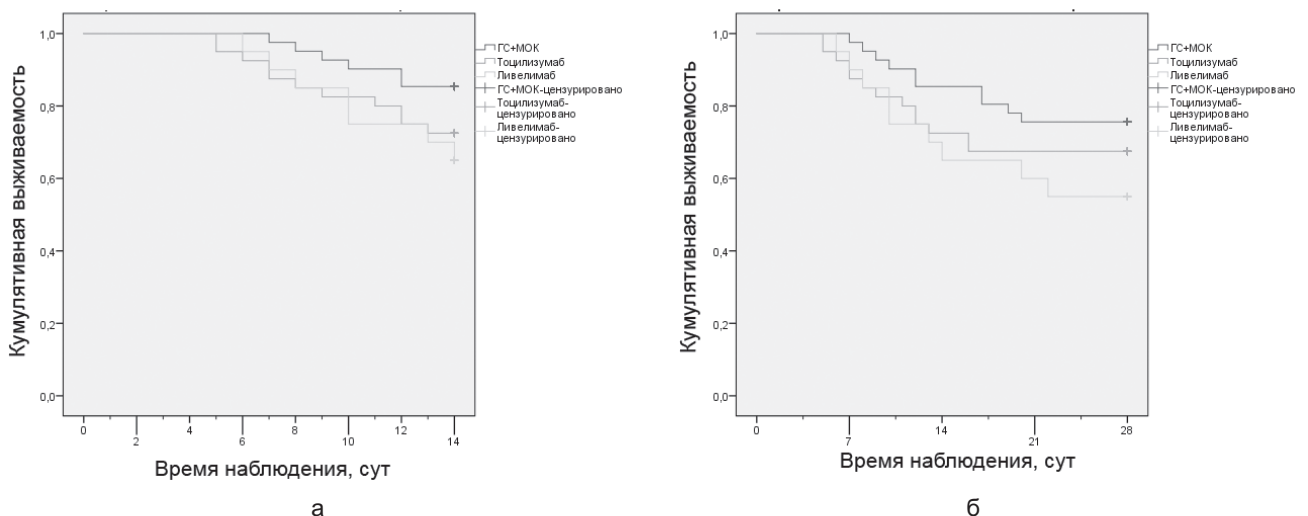 Кумулятивная выживаемость
1,0
0,8
0,6
0,4
0,2
0,0
0
2
4
6
8
10
12
14
Время наблюдения, сут
ГС+МОК
Тоцилизумаб
Ливелимаб
ГС+МОК-цензурировано
Тоцилизумаб-
цензурировано
Ливелимаб-
цензурировано
а
Кумулятивная выживаемость
1,0
0,8
0,6
0,4
0,2
0,0
0
7
14
21
28
Время наблюдения, сут
ГС+МОК
Тоцилизумаб
Ливелимаб
ГС+МОК-цензурировано
Тоцилизумаб-
цензурировано
Ливелимаб-
цензурировано
б